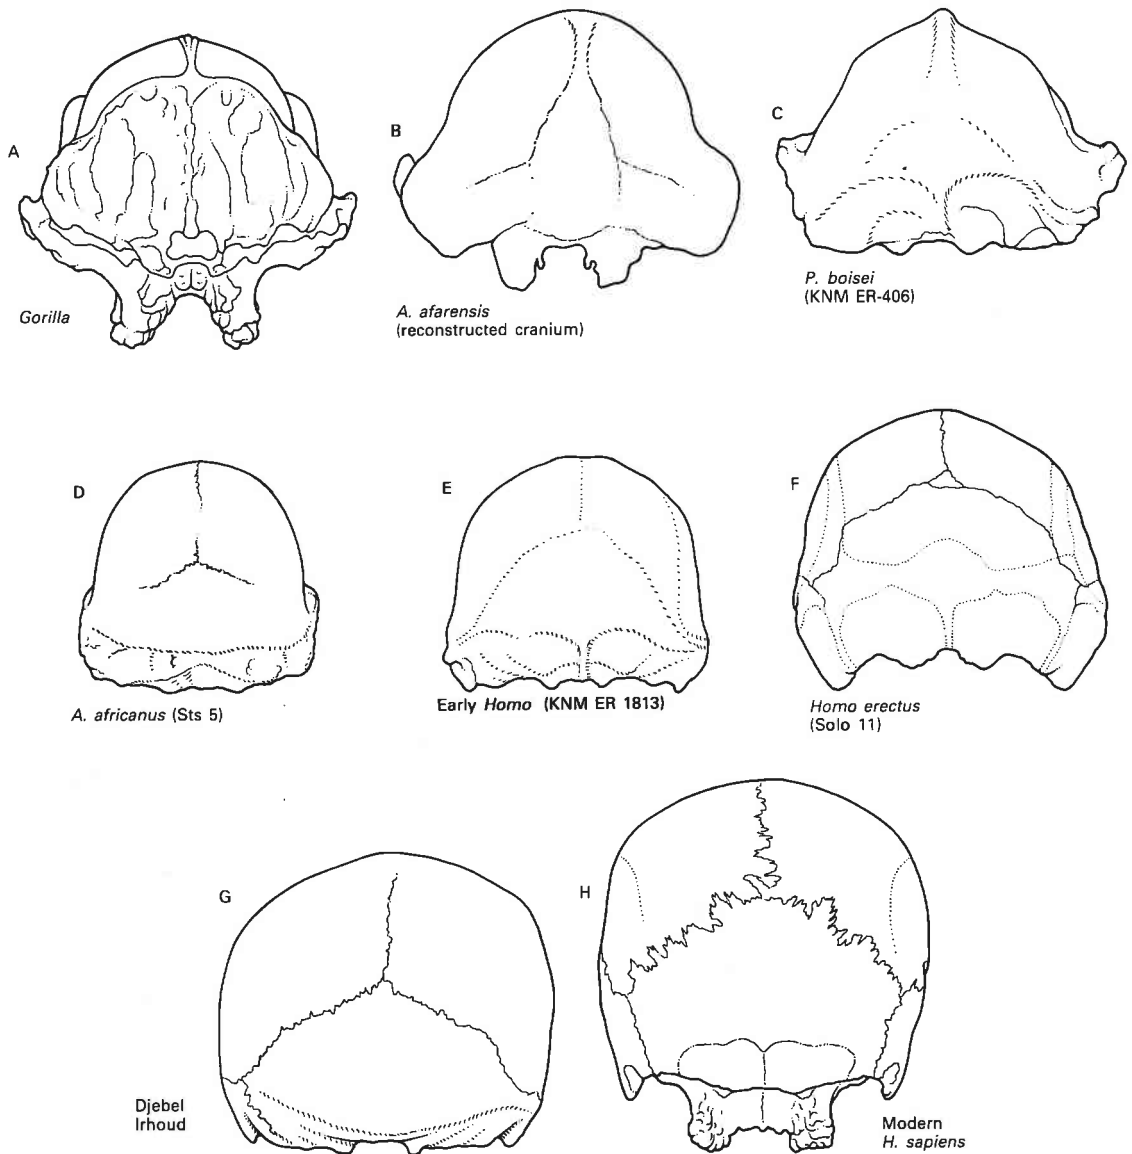 A
Gorilla
B
A. afarensis
(reconstructed cranium)
C
P. boisei
(KNM ER-406)
D
A. africanus (Sts 5)
E
Early Homo (KNM ER 1813)
F
Homo erectus
(Solo 11)
G
Djebel
Irhoud
H
Modern
H. sapiens